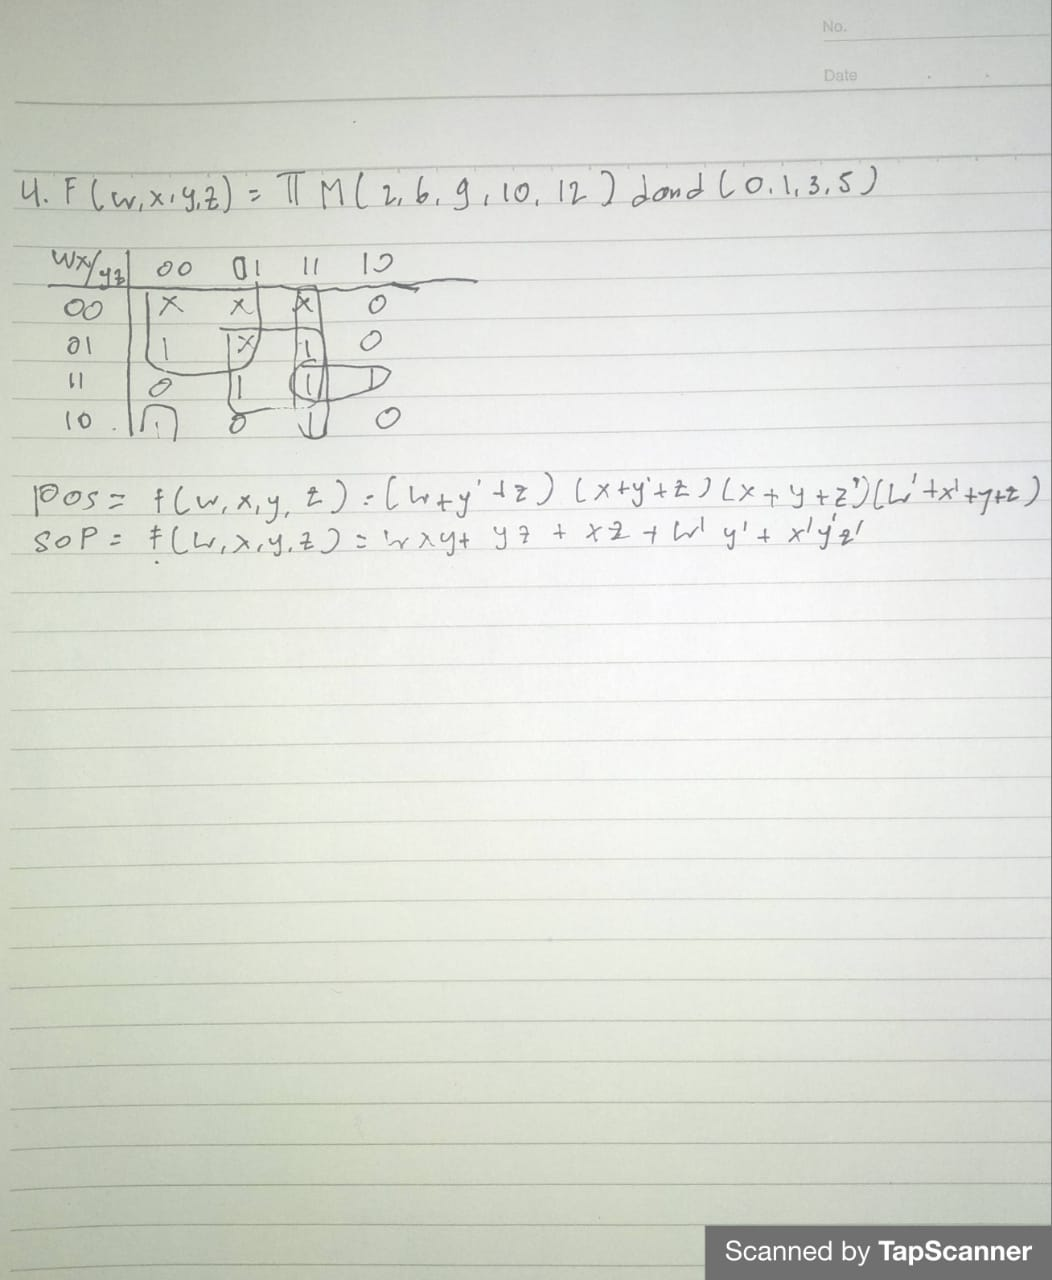 No.
Date
4. F(w,x,y,z) = π M(2,6,9,10,12) dand (0,1,3,5)
wx/yz 00 01 11 10
00 x x x 0
01 1 x 1 0
11 0 1 1 1
10 1 0 1 0
POS = f(w,x,y,z) = (w+y'+z) (x+y'+z) (x+y+z') (w'+x'+y+z)
SOP = f(w,x,y,z) = wxy + yz + xz + w'y' + x'y'z'
Scanned by TapScanner